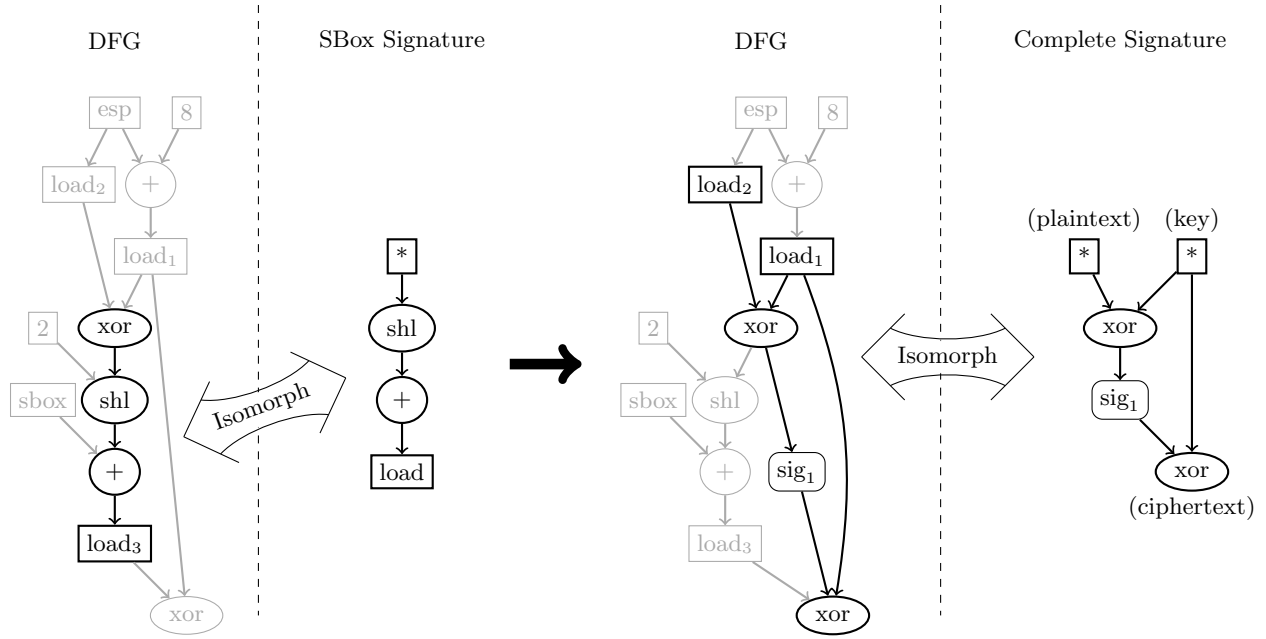 DFG
SBox Signature
DFG
Complete Signature
esp
8
load₂
+
load₁
2
xor
sbox
shl
+
load₃
xor
Isomorph
*
shl
+
load
esp
8
load₂
+
load₁
2
xor
sbox
shl
+
sig₁
load₃
xor
Isomorph
(plaintext)
(key)
*
*
xor
sig₁
xor
(ciphertext)